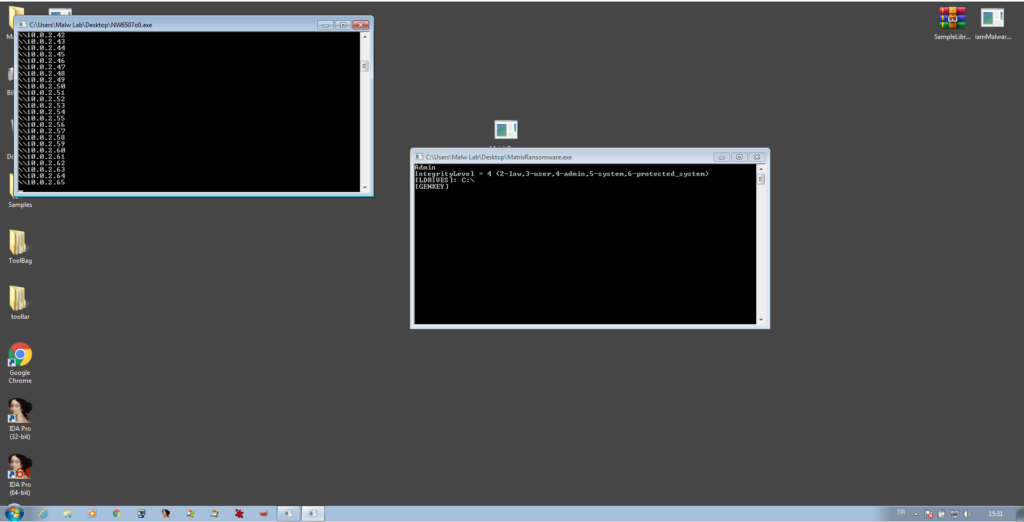 C:\Users\Malw Lab\Desktop\NW6507o0.exe
\\10.0.2.42
\\10.0.2.43
\\10.0.2.44
\\10.0.2.45
\\10.0.2.46
\\10.0.2.47
\\10.0.2.48
\\10.0.2.49
\\10.0.2.50
\\10.0.2.51
\\10.0.2.52
\\10.0.2.53
\\10.0.2.54
\\10.0.2.55
\\10.0.2.56
\\10.0.2.57
\\10.0.2.58
\\10.0.2.59
\\10.0.2.60
\\10.0.2.61
\\10.0.2.62
\\10.0.2.63
\\10.0.2.64
\\10.0.2.65
SampleLibr...
iamMalwar...
C:\Users\Malw Lab\Desktop\MatrixRansomware.exe
Admin
IntegrityLevel = 4 (2-low,3-user,4-admin,5-system,6-protected_system)
[LDRIVES]: C:\
[GENKEY]
Samples
ToolBag
toollar
Google
Chrome
IDA Pro
(32-bit)
IDA Pro
(64-bit)
TR
15:31